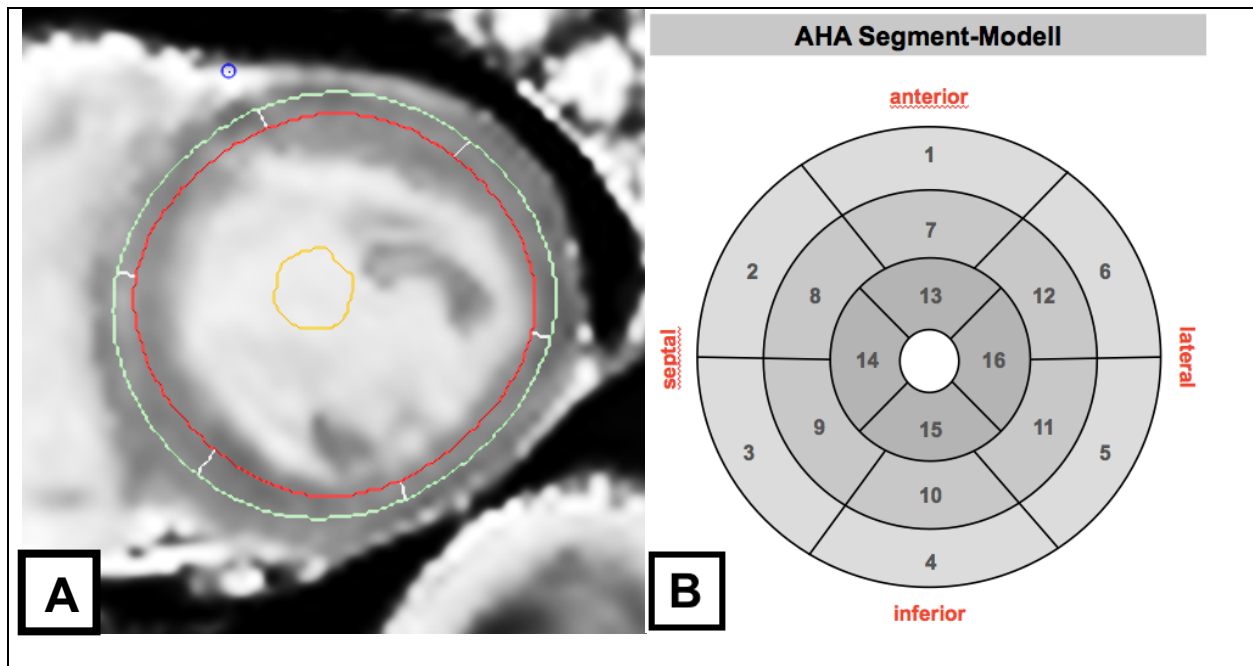 AHA Segment-Modell
anterior
1
7
2
6
8
12
13
septal
14
16
lateral
9
15
11
3
5
10
4
A
B
inferior